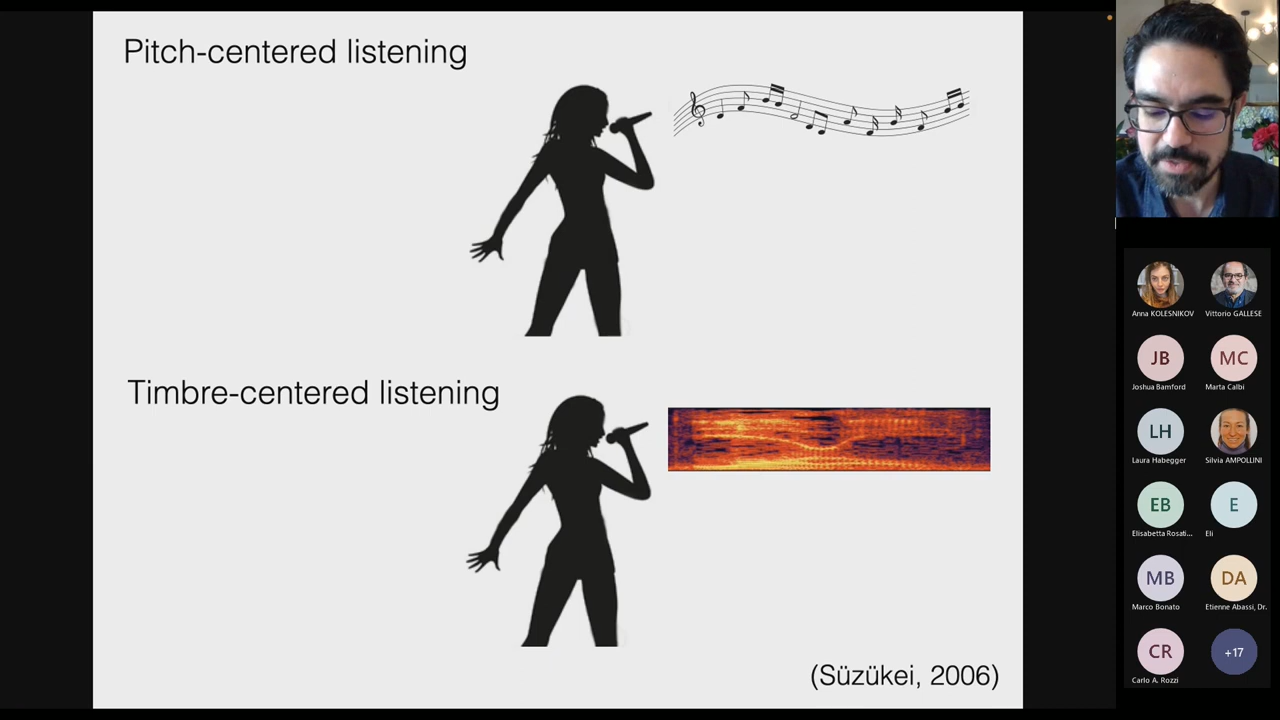 Pitch-centered listening
Timbre-centered listening
(Süzükei, 2006)
Anna KOLESNIKOV
Vittorio GALLESE
JB
MC
Joshua Bamford
Marta Calbi
LH
Laura Habegger
Silvia AMPOLLINI
EB
E
Elisabetta Rosati...
Eli
MB
DA
Marco Bonato
Etienne Abassi, Dr.
CR
+17
Carlo A. Rozzi